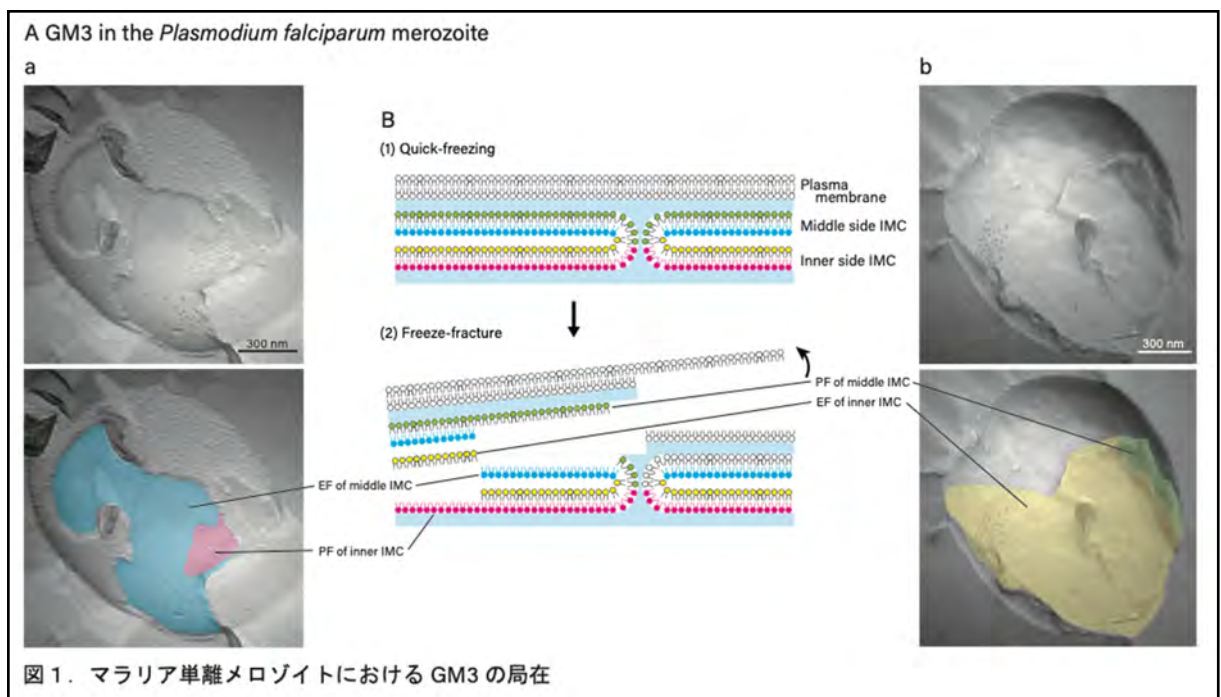 A GM3 in the Plasmodium falciparum merozoite
a
300 nm
B
(1) Quick-freezing
Plasma
membrane
Middle side IMC
Inner side IMC
(2) Freeze-fracture
PF of middle IMC
EF of inner IMC
EF of middle IMC
PF of inner IMC
b
300 nm
図1. マラリア単離メロゾイトにおける GM3 の局在